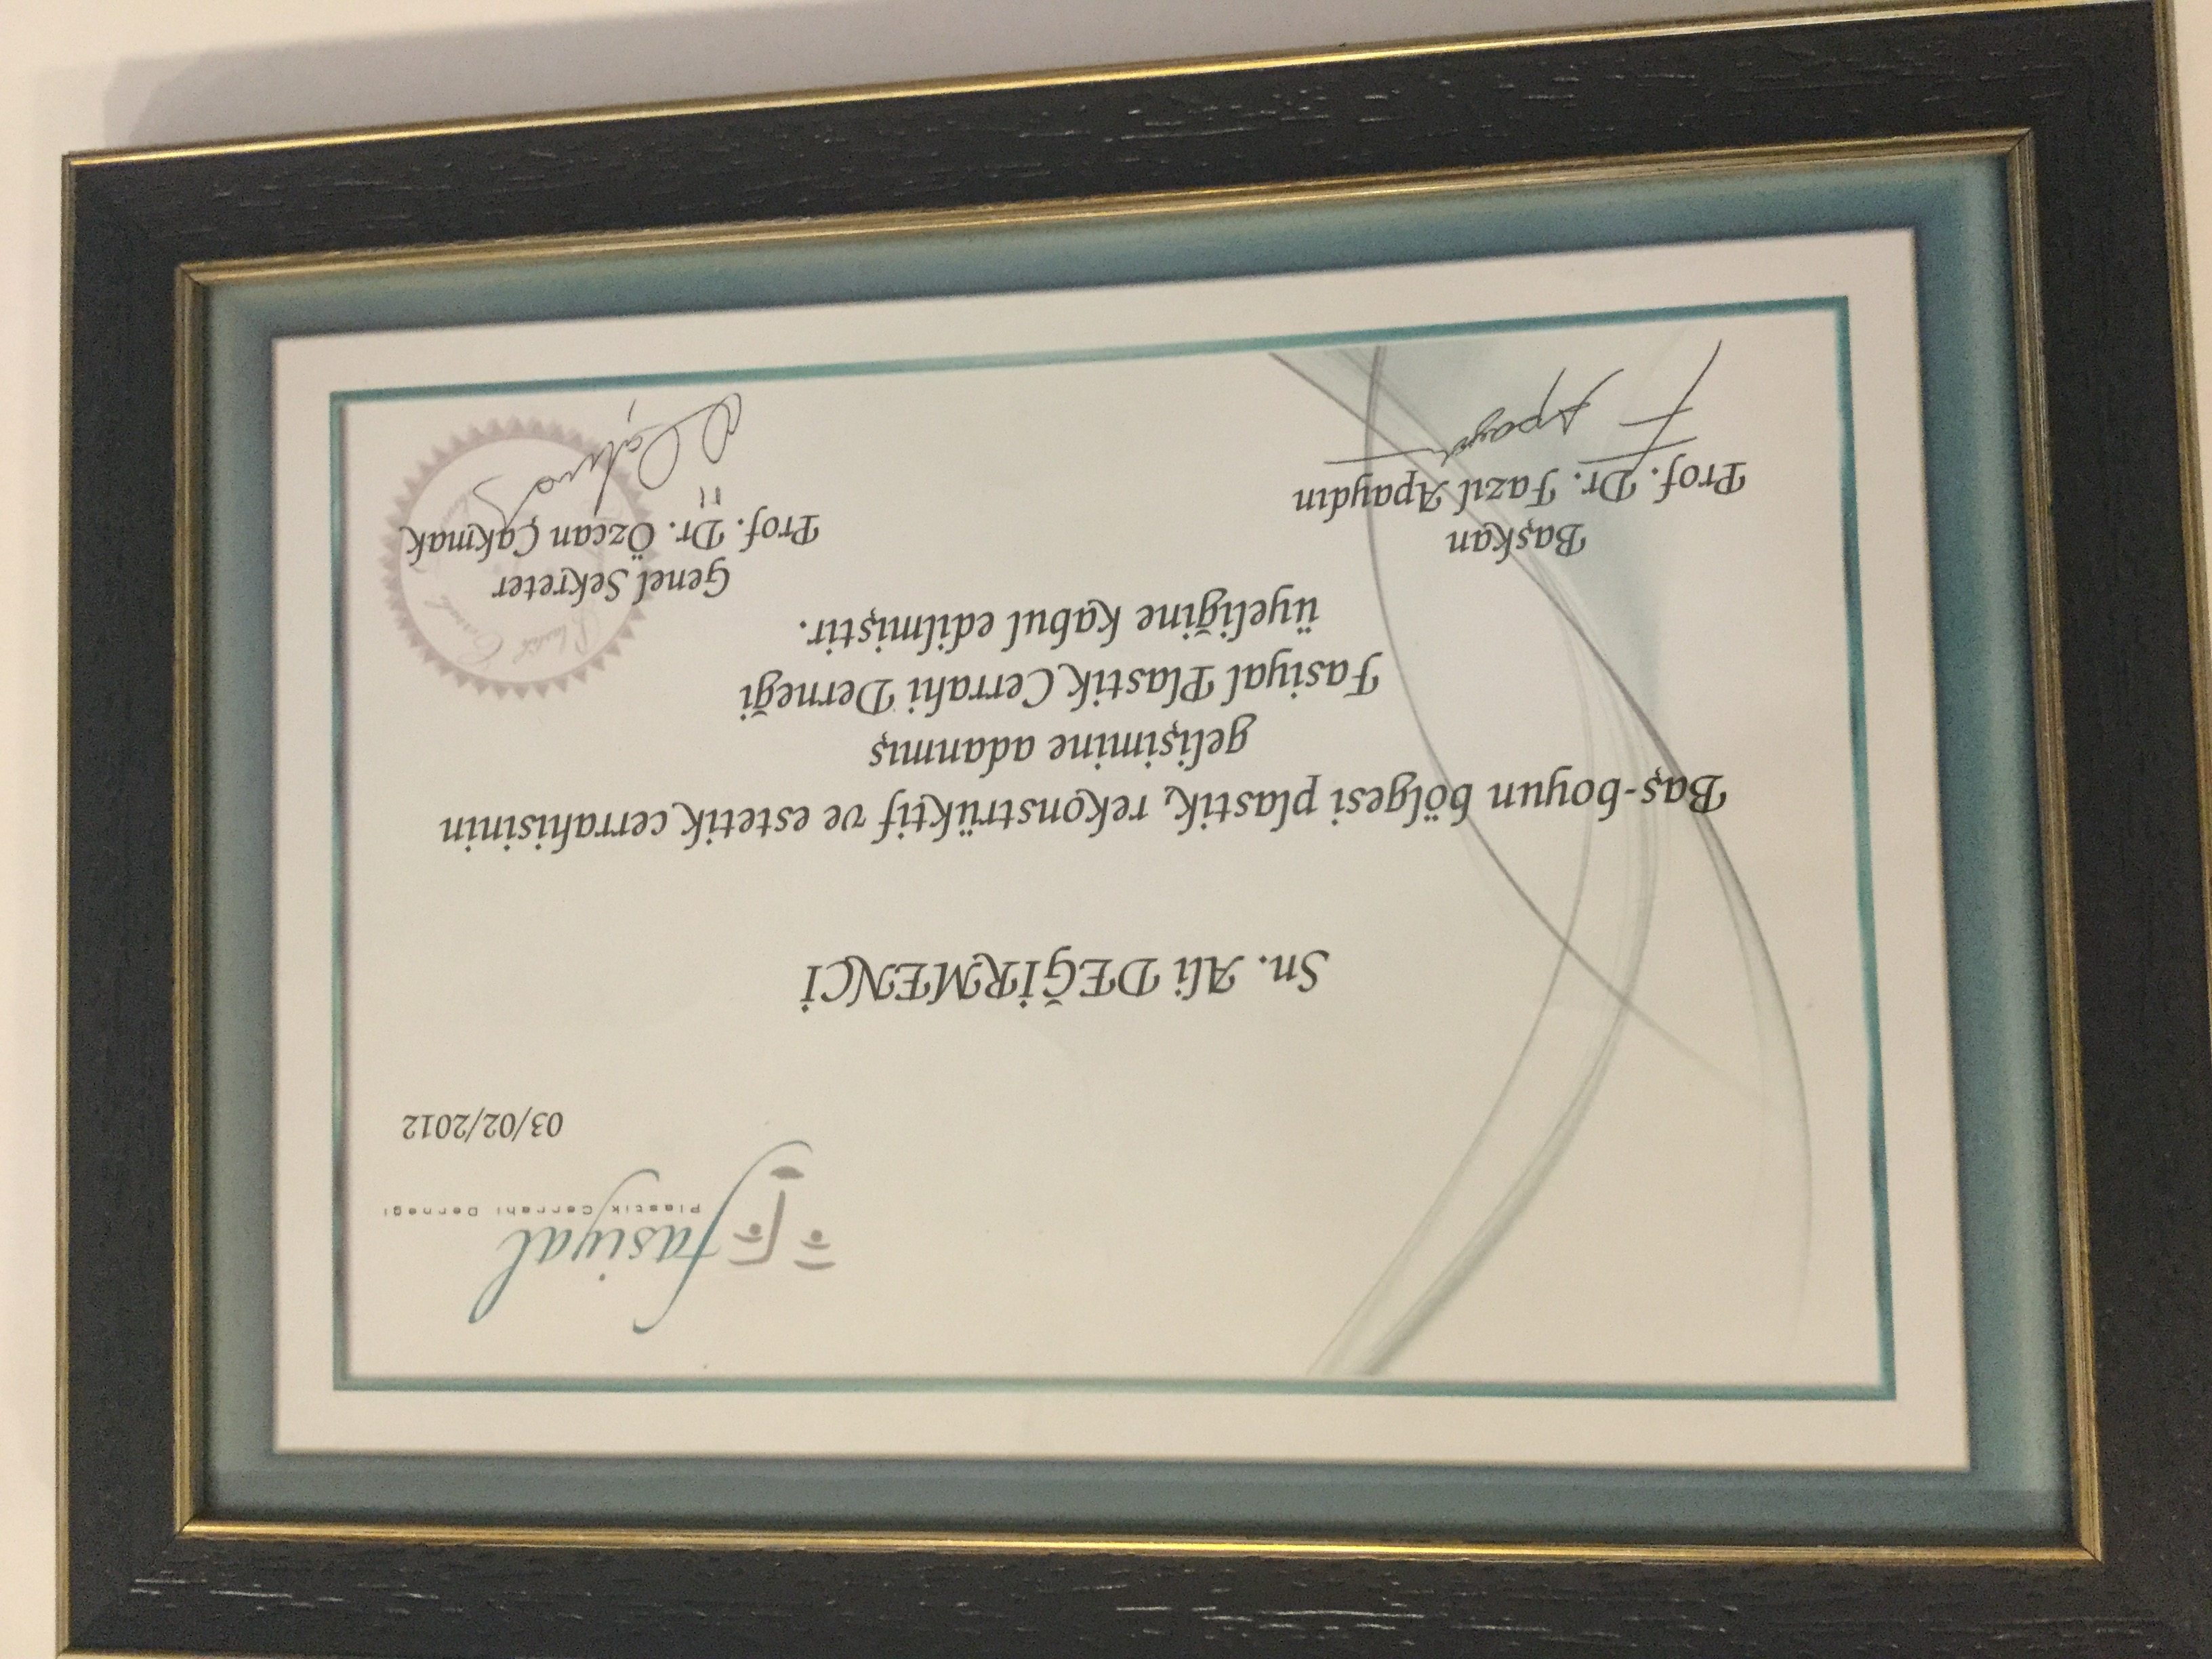 fasiyal
Plastik Cerrahi Dernegi
03/02/2012
Sn. Ali DEĞİRMENCİ
Baş-boyun bölgesi plastik, rekonstrüktif ve estetik cerrahisinin
gelişimine adanmış
Fasiyal Plastik Cerrahi Derneği
üyeliğine kabul edilmiştir.
Başkan
Prof. Dr. Fazıl Apaydın
Genel Sekreter
Prof. Dr. Özcan Çakmak